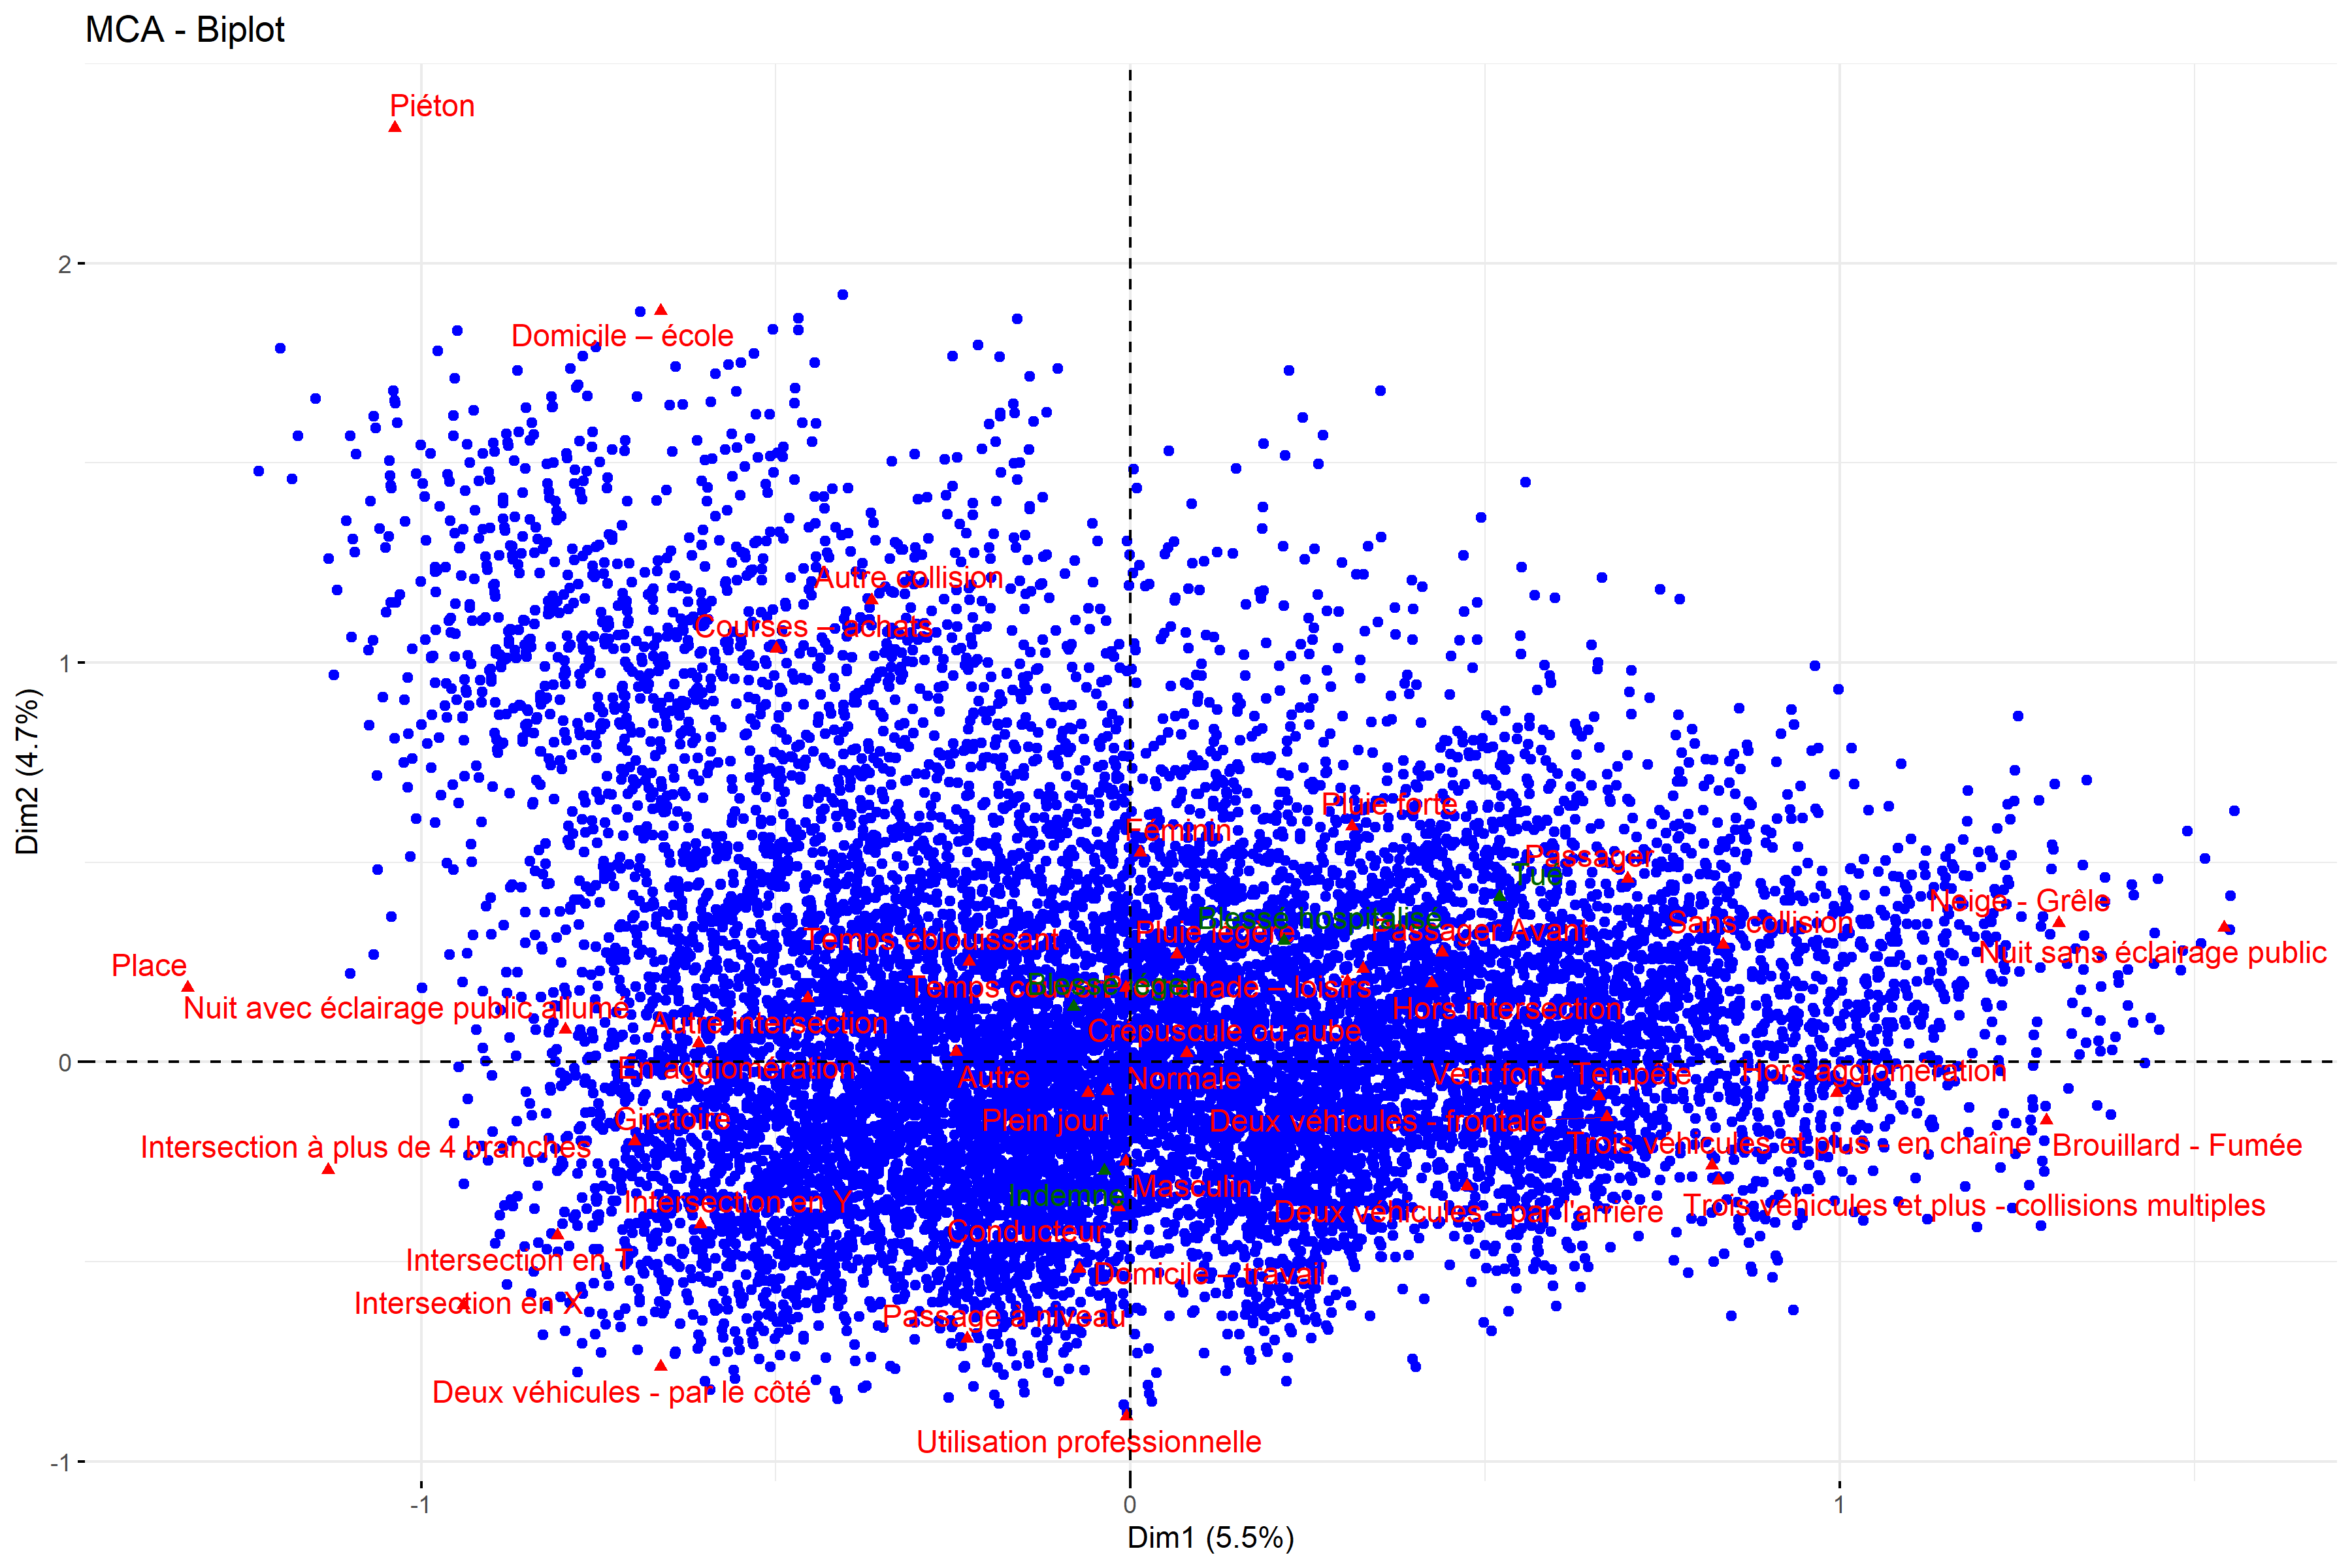 MCA - Biplot
Piéton
2
Domicile – école
Autre collision
Courses – achats
1
Pluie forte
Féminin
Passager
Tué
Neige - Grêle
Blessé hospitalisé
Sans collision
Pluie légère
Passager Avant
Temps éblouissant
Nuit sans éclairage public
Place
Temps couvert
Blessé léger
Promenade – loisirs
Nuit avec éclairage public allumé
Hors intersection
Autre intersection
Crépuscule ou aube
0
En agglomération
Autre
Normale
Vent fort - Tempête
Hors agglomération
Giratoire
Plein jour
Deux véhicules - frontale
Intersection à plus de 4 branches
Trois véhicules et plus - en chaîne
Brouillard - Fumée
Masculin
Indemne
Intersection en Y
Trois véhicules et plus - collisions multiples
Deux véhicules - par l'arrière
Conducteur
Intersection en T
Domicile – travail
Intersection en X
Passage à niveau
Deux véhicules - par le côté
Utilisation professionnelle
-1
-1
0
1
Dim1 (5.5%)
Dim2 (4.7%)